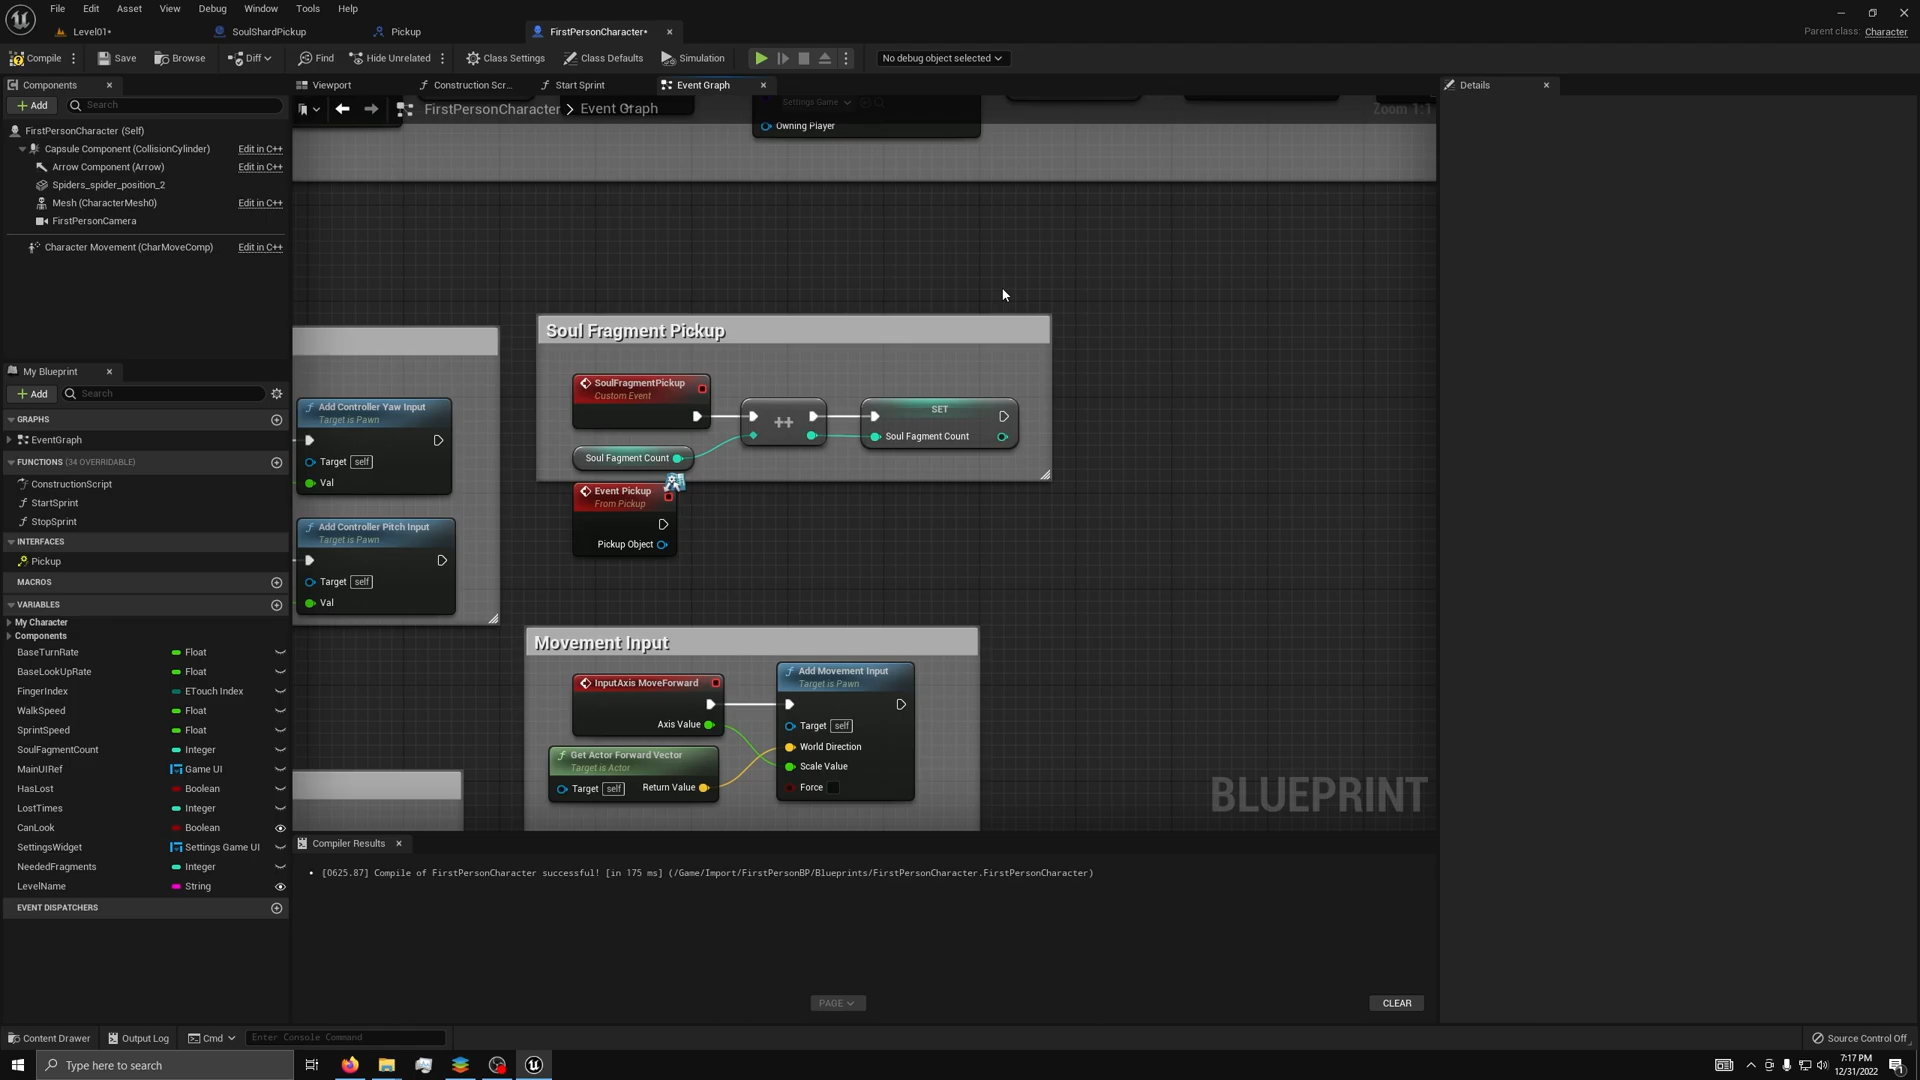 File Edit Asset View Debug Window Tools Help
Level01* SoulShardPickup Pickup FirstPersonCharacter*
Parent class: Character
Compile Save Browse Diff Find Hide Unrelated Class Settings Class Defaults Simulation No debug object selected
Components Viewport Construction Scr... Start Sprint Event Graph Details
Add Search
FirstPersonCharacter > Event Graph
Settings Game
Zoom 1:1
Owning Player
FirstPersonCharacter (Self)
Capsule Component (CollisionCylinder) Edit in C++
Arrow Component (Arrow) Edit in C++
Spiders_spider_position_2
Mesh (CharacterMesh0) Edit in C++
FirstPersonCamera
Character Movement (CharMoveComp) Edit in C++
My Blueprint
Add Search
GRAPHS
EventGraph
FUNCTIONS (34 OVERRIDABLE)
ConstructionScript
StartSprint
StopSprint
INTERFACES
Pickup
MACROS
VARIABLES
My Character
Components
BaseTurnRate Float
BaseLookUpRate Float
FingerIndex ETouch Index
WalkSpeed Float
SprintSpeed Float
SoulFagmentCount Integer
MainUIRef Game UI
HasLost Boolean
LostTimes Integer
CanLook Boolean
SettingsWidget Settings Game UI
NeededFragments Integer
LevelName String
EVENT DISPATCHERS
Add Controller Yaw Input
Target is Pawn
Target self
Val
Add Controller Pitch Input
Target is Pawn
Target self
Val
Soul Fragment Pickup
SoulFragmentPickup
Custom Event
++
SET
Soul Fagment Count
Soul Fagment Count
Event Pickup
From Pickup
Pickup Object
Movement Input
InputAxis MoveForward
Axis Value
Get Actor Forward Vector
Target is Actor
Target self Return Value
Add Movement Input
Target is Pawn
Target self
World Direction
Scale Value
Force
BLUEPRINT
Compiler Results
[0625.87] Compile of FirstPersonCharacter successful! [in 175 ms] (/Game/Import/FirstPersonBP/Blueprints/FirstPersonCharacter.FirstPersonCharacter)
PAGE CLEAR
Content Drawer Output Log Cmd Enter Console Command Source Control Off
Type here to search
7:17 PM
12/31/2022